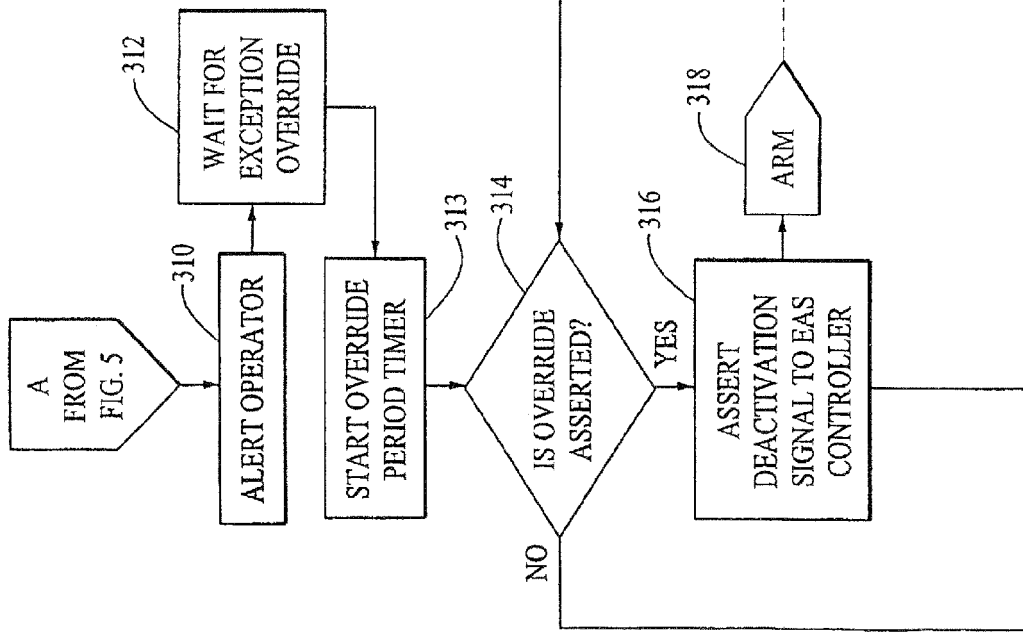 A
FROM
FIG. 5
310
ALERT OPERATOR
312
WAIT FOR
EXCEPTION
OVERRIDE
313
START OVERRIDE
PERIOD TIMER
314
IS OVERRIDE
ASSERTED?
NO
YES
316
ASSERT
DEACTIVATION
SIGNAL TO EAS
CONTROLLER
318
ARM